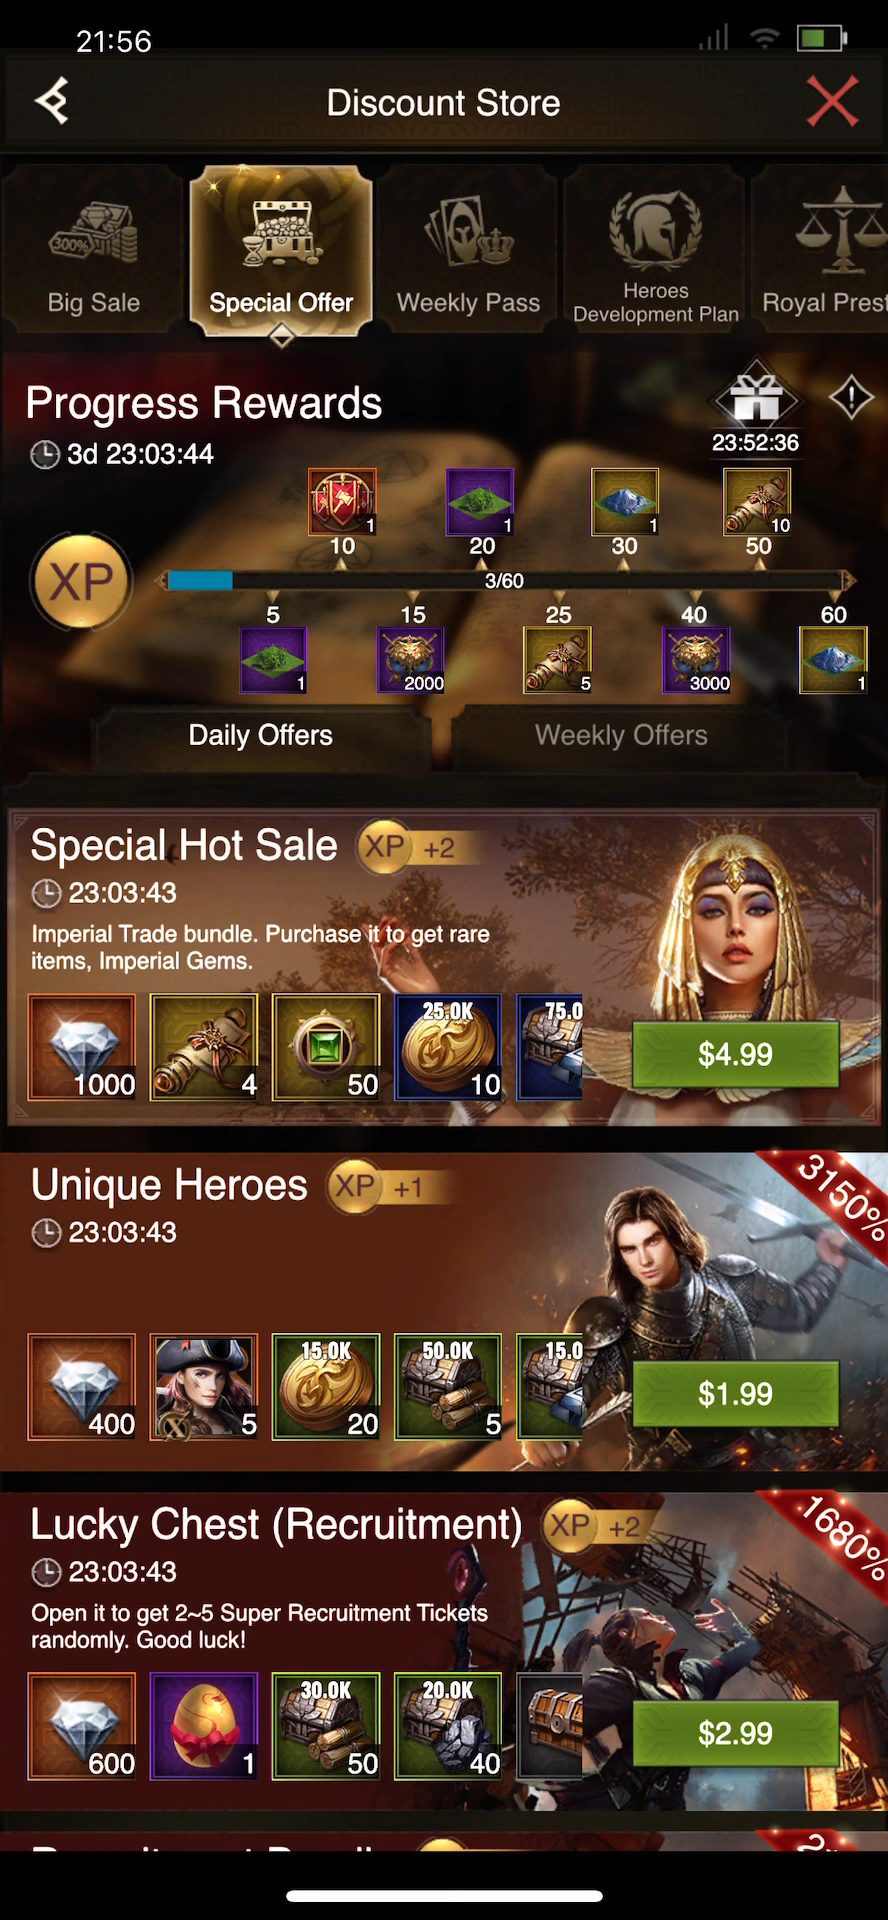 21:56
Discount Store
300%
Big Sale
Special Offer
Weekly Pass
Heroes
Development Plan
Royal Prest
Progress Rewards
3d 23:03:44
23:52:36
1
1
1
10
10
20
30
50
XP
3/60
5
15
25
40
60
1
2000
5
3000
1
Daily Offers
Weekly Offers
Special Hot Sale
XP +2
23:03:43
Imperial Trade bundle. Purchase it to get rare
items, Imperial Gems.
1000
4
50
25.0K
10
75.0
$4.99
Unique Heroes
XP +1
3150%
23:03:43
400
5
15.0K
20
50.0K
5
15.0
$1.99
Lucky Chest (Recruitment)
XP +2
1680%
23:03:43
Open it to get 2~5 Super Recruitment Tickets
randomly. Good luck!
600
1
30.0K
50
20.0K
40
$2.99